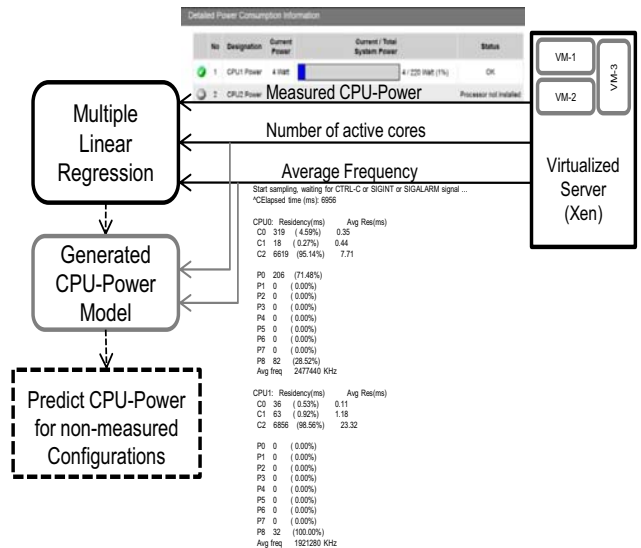 Detailed Power Consumption Information
No Designation Current Power Current / Total System Power Status
1 CPU1 Power 4 Watt 4 / 220 Watt (1%) OK
2 CPU2 Power Processor not installed
Measured CPU-Power
Number of active cores
Average Frequency
Multiple
Linear
Regression
Generated
CPU-Power
Model
Predict CPU-Power
for non-measured
Configurations
VM-1
VM-2
VM-3
Virtualized
Server
(Xen)
Start sampling, waiting for CTRL-C or SIGINT or SIGALARM signal ...
^CElapsed time (ms): 6956
CPU0: Residency(ms) Avg Res(ms)
C0 319 ( 4.59%) 0.35
C1 18 ( 0.27%) 0.44
C2 6619 (95.14%) 7.71
P0 206 (71.48%)
P1 0 ( 0.00%)
P2 0 ( 0.00%)
P3 0 ( 0.00%)
P4 0 ( 0.00%)
P5 0 ( 0.00%)
P6 0 ( 0.00%)
P7 0 ( 0.00%)
P8 82 (28.52%)
Avg freq 2477440 KHz
CPU1: Residency(ms) Avg Res(ms)
C0 36 ( 0.53%) 0.11
C1 63 ( 0.92%) 1.18
C2 6856 (98.56%) 23.32
P0 0 ( 0.00%)
P1 0 ( 0.00%)
P2 0 ( 0.00%)
P3 0 ( 0.00%)
P4 0 ( 0.00%)
P5 0 ( 0.00%)
P6 0 ( 0.00%)
P7 0 ( 0.00%)
P8 32 (100.00%)
Avg freq 1921280 KHz